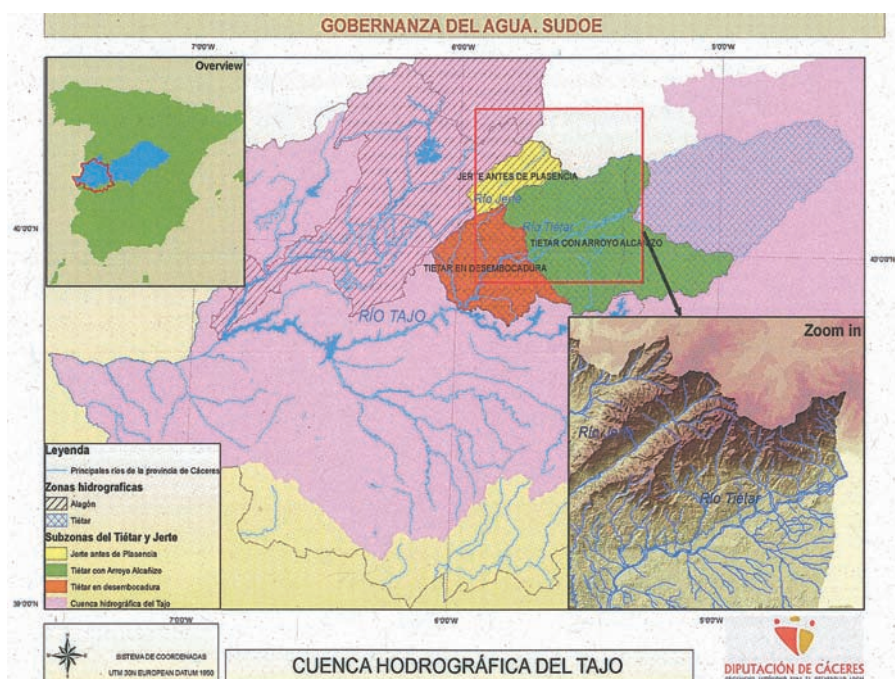 GOBERNANZA DEL AGUA. SUDOE
7°0'0"W
6°0'0"W
5°0'0"W
Overview
40°0'0"N
40°0'0"N
JERTE ANTES DE PLASENCIA
Río Jerte
Río Tiétar
TIETAR CON ARROYO ALCAÑIZO
TIETAR EN DESEMBOCADURA
RÍO TAJO
Zoom in
Río Jerte
Río Tiétar
Leyenda
Principales ríos de la provincia de Cáceres
Zonas hidrograficas
Alagón
Tiétar
Subzonas del Tiétar y Jerte
Jerte antes de Plasencia
Tiétar con Arroyo Alcañizo
Tiétar en desembocadura
Cuenca hidrográfica del Tajo
39°0'0"N
7°0'0"W
6°0'0"W
5°0'0"W
SISTEMA DE COORDENADAS
UTM 30N EUROPEAN DATUM 1950
CUENCA HODROGRÁFICA DEL TAJO
DIPUTACIÓN DE CÁCERES